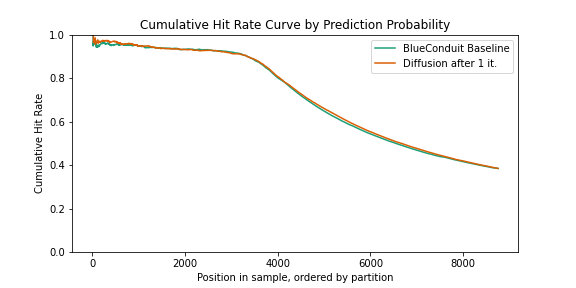 Cumulative Hit Rate Curve by Prediction Probability
BlueConduit Baseline
Diffusion after 1 it.
Cumulative Hit Rate
1.0
0.8
0.6
0.4
0.2
0.0
0 2000 4000 6000 8000
Position in sample, ordered by partition